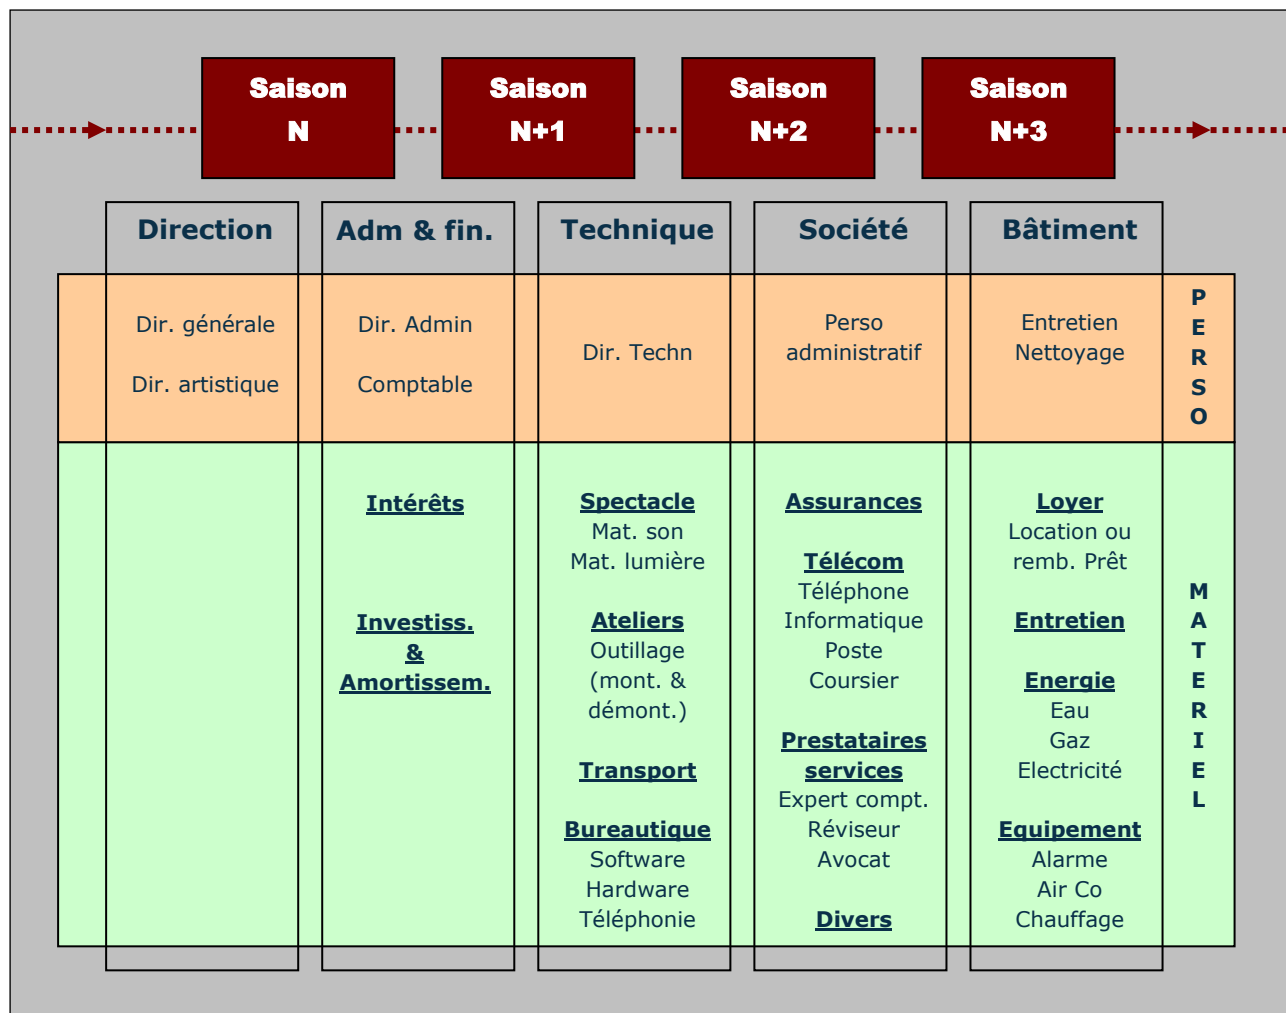 Saison
N
Saison
N+1
Saison
N+2
Saison
N+3
Direction
Adm & fin.
Technique
Société
Bâtiment
Dir. générale
Dir. artistique
Dir. Admin
Comptable
Dir. Techn
Perso
administratif
Entretien
Nettoyage
P
E
R
S
O
Intérêts
Investiss.
&
Amortissem.
Spectacle
Mat. son
Mat. lumière
Ateliers
Outillage
(mont. &
démont.)
Transport
Bureautique
Software
Hardware
Téléphonie
Assurances
Télécom
Téléphone
Informatique
Poste
Coursier
Prestataires
services
Expert compt.
Réviseur
Avocat
Divers
Loyer
Location ou
remb. Prêt
Entretien
Energie
Eau
Gaz
Electricité
Equipement
Alarme
Air Co
Chauffage
M
A
T
E
R
I
E
L